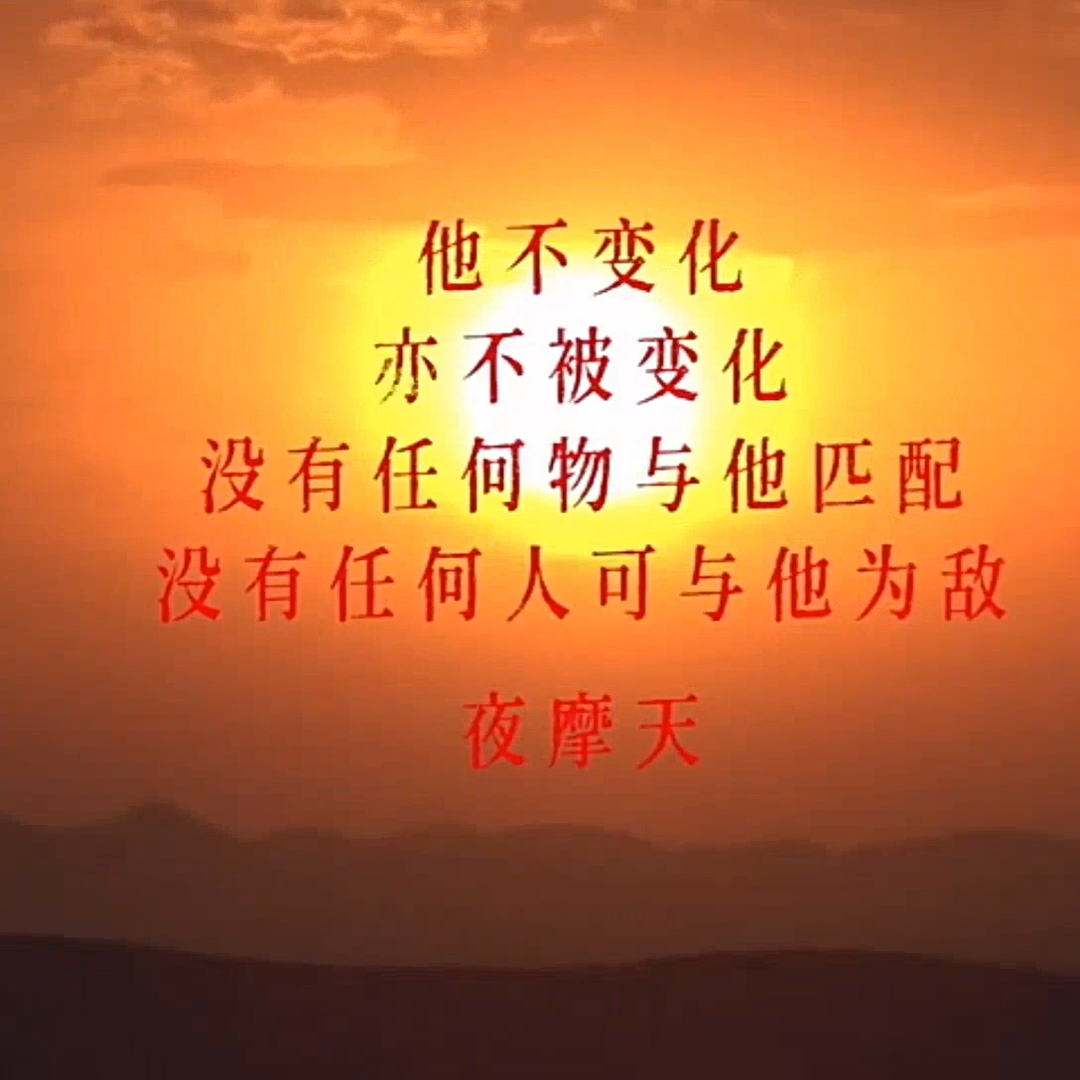 他不变化
亦不被变化
没有任何物与他匹配
没有任何人可与他为敌
夜摩天